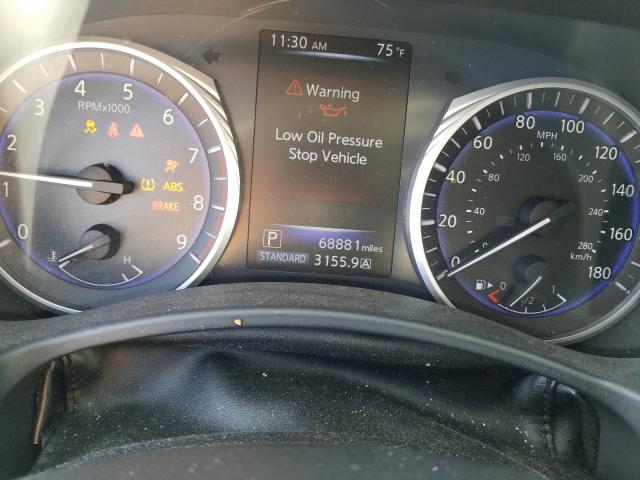 11:30 AM 75°F
Warning
Low Oil Pressure
Stop Vehicle
P 68881 miles
STANDARD 3155.9 A
0 1 2 3 4 5 6 7 8 9
RPMx1000
ABS
BRAKE
H
0 20 40 60 80 100 120 140 160 180
MPH
0 40 80 120 160 200 240 280
km/h
0 1/2 1